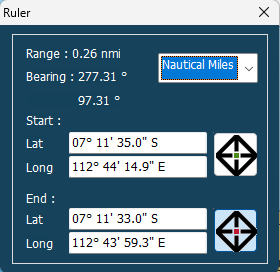 Ruler
Range : 0.26 nmi
Nautical Miles
Bearing : 277.31 °
97.31 °
Start :
Lat 07° 11' 35.0" S
Long 112° 44' 14.9" E
End :
Lat 07° 11' 33.0" S
Long 112° 43' 59.3" E